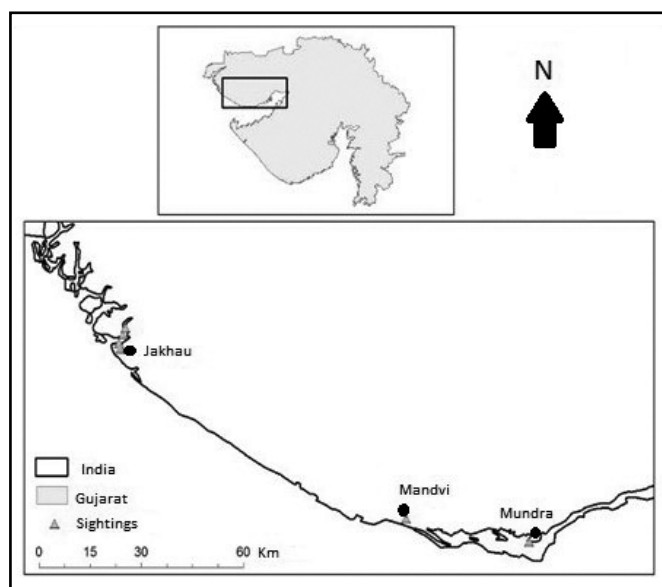 N
Jakhau
Mandvi
Mundra
India
Gujarat
Sightings
0 15 30 60 Km